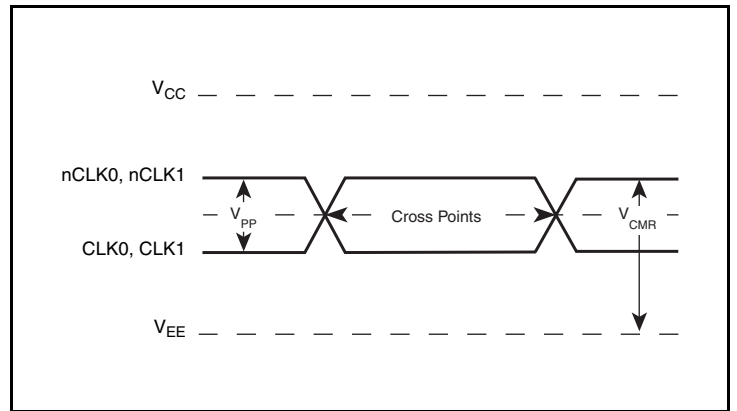 VCC
nCLK0, nCLK1
VPP
Cross Points
VCMR
CLK0, CLK1
VEE